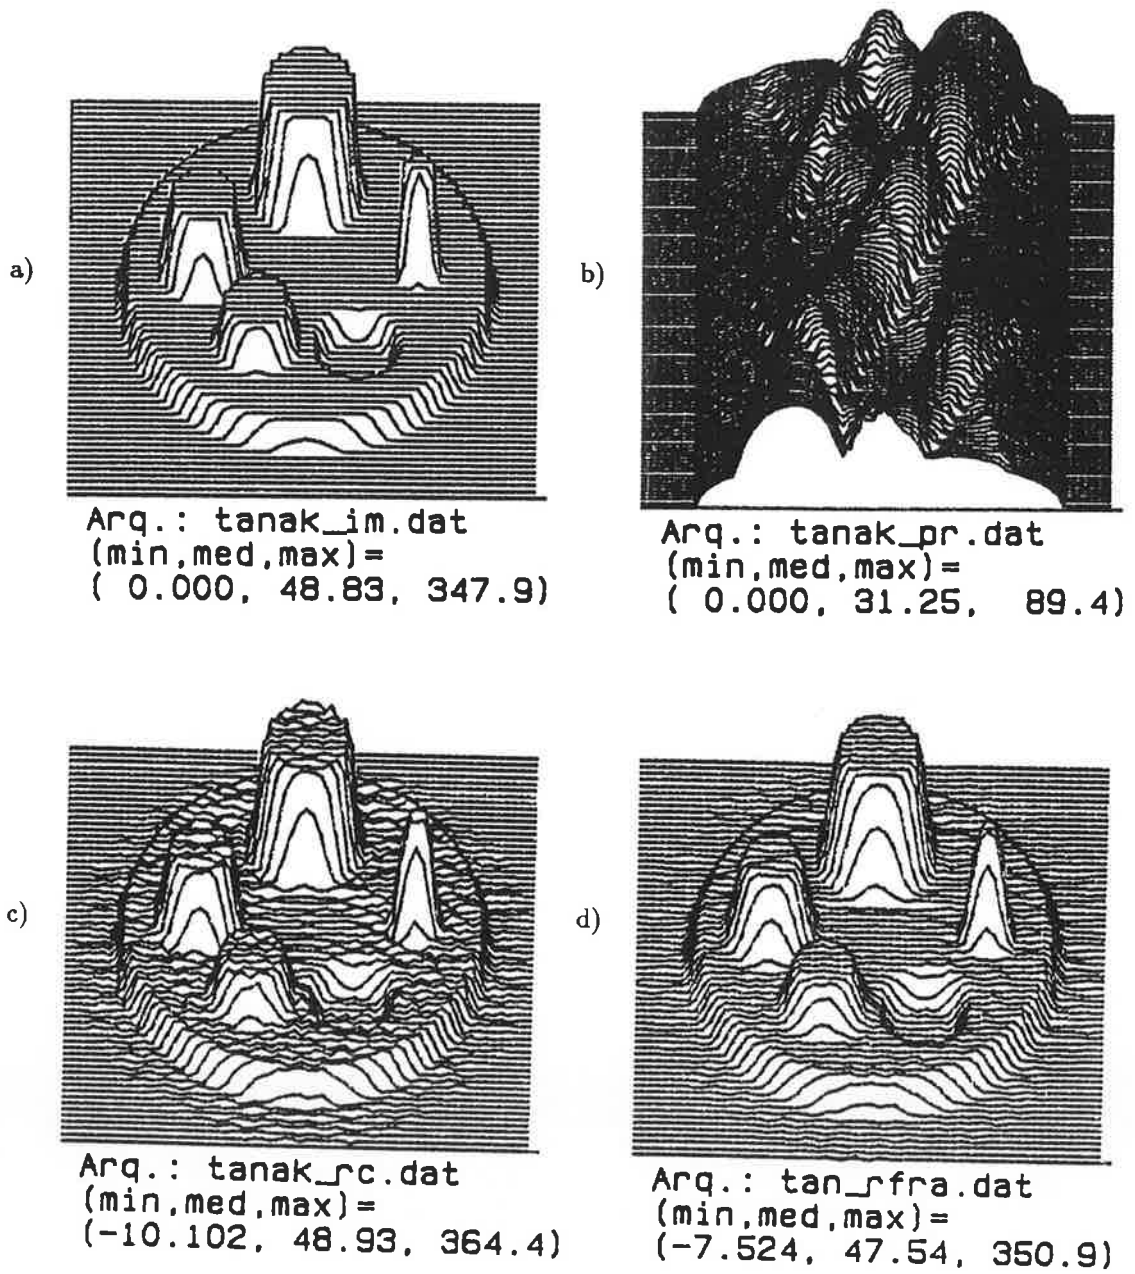 a)
Arq.: tanak_im.dat
(min,med,max)=
( 0.000, 48.83, 347.9)
b)
Arq.: tanak_pr.dat
(min,med,max)=
( 0.000, 31.25, 89.4)
c)
Arq.: tanak_rc.dat
(min,med,max)=
(-10.102, 48.93, 364.4)
d)
Arq.: tan_rfra.dat
(min,med,max)=
(-7.524, 47.54, 350.9)